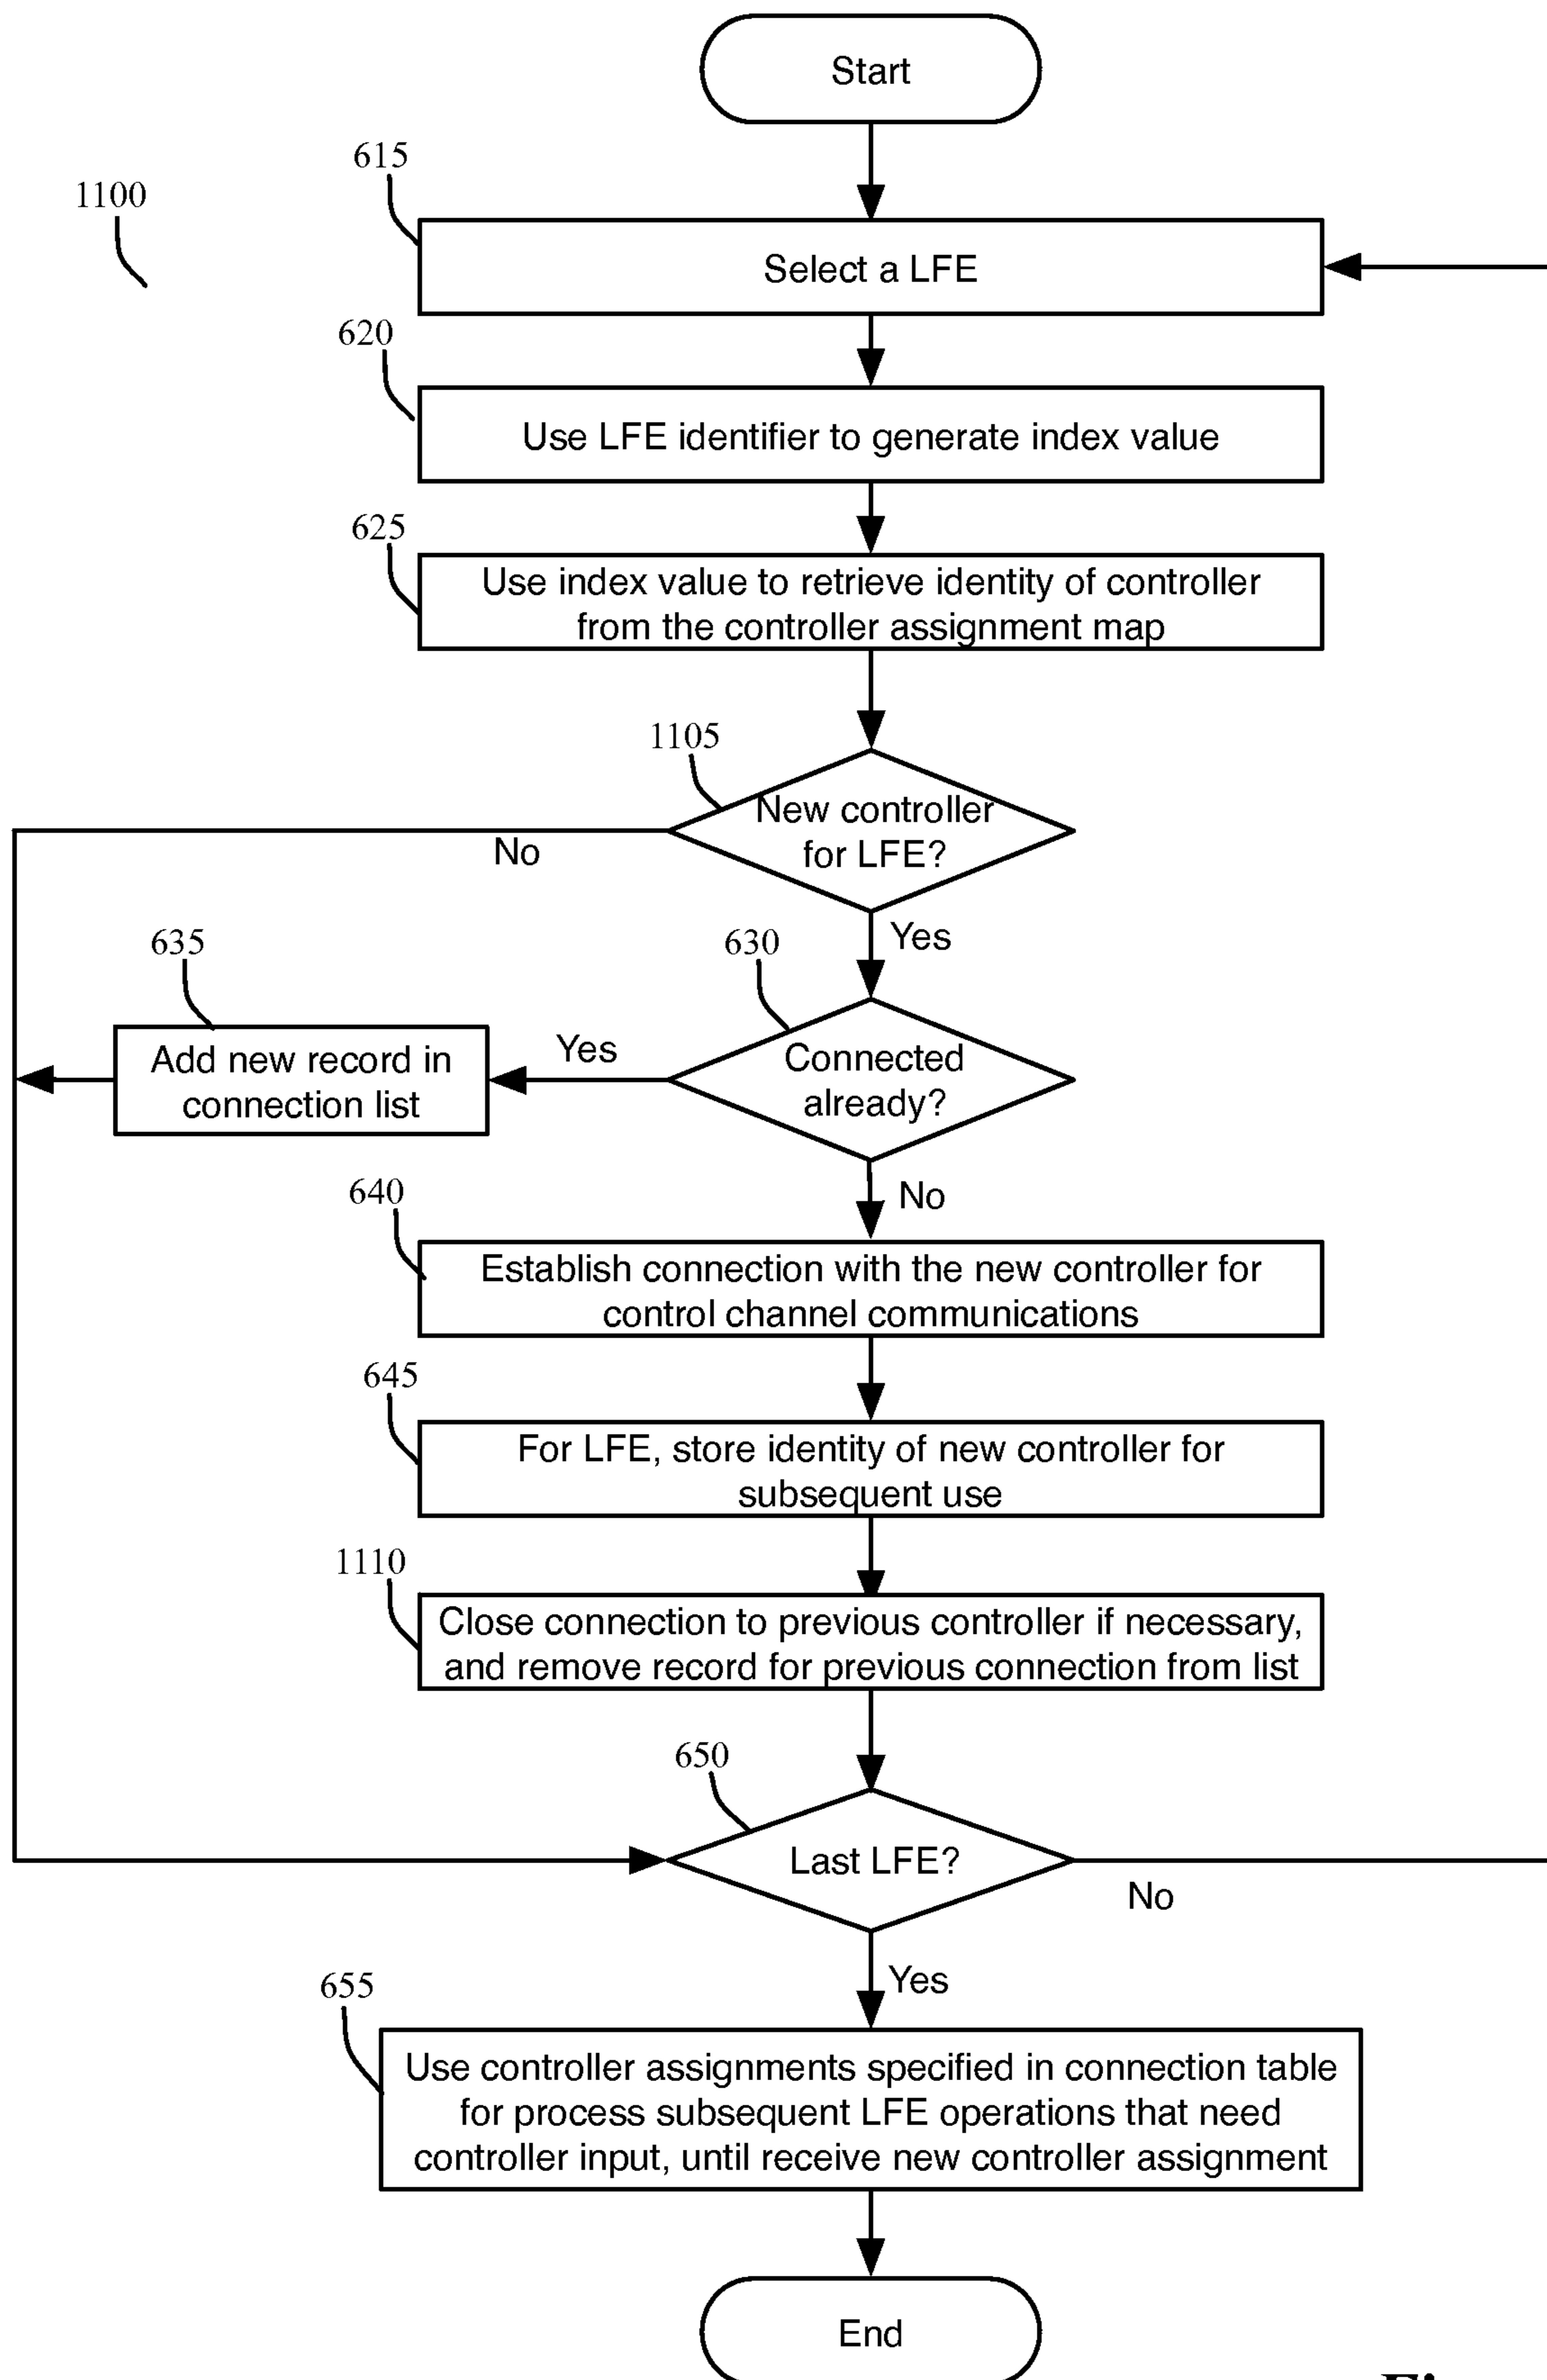 Start
615
1100
Select a LFE
620
Use LFE identifier to generate index value
625
Use index value to retrieve identity of controller
from the controller assignment map
1105
New controller
for LFE?
No
Yes
635
630
Add new record in
connection list
Yes
Connected
already?
No
640
Establish connection with the new controller for
control channel communications
645
For LFE, store identity of new controller for
subsequent use
1110
Close connection to previous controller if necessary,
and remove record for previous connection from list
650
Last LFE?
No
Yes
655
Use controller assignments specified in connection table
for process subsequent LFE operations that need
controller input, until receive new controller assignment
End